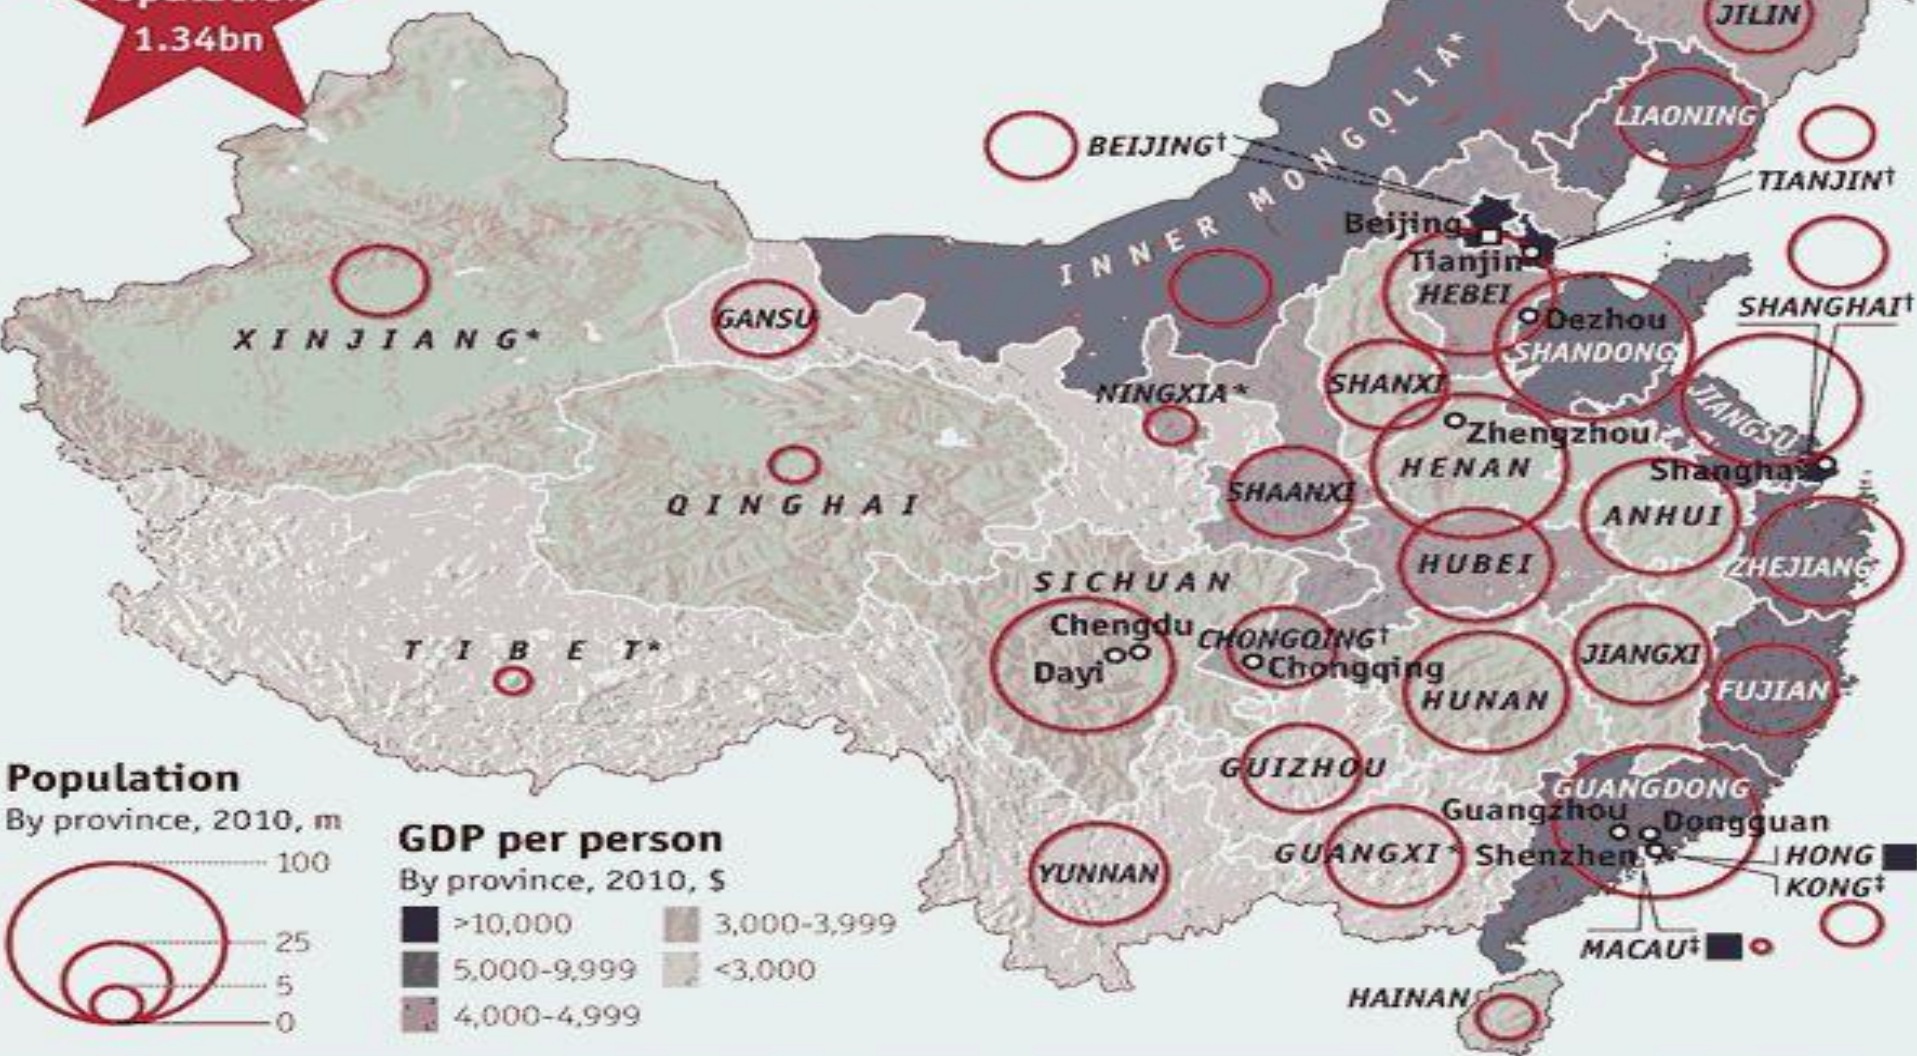 Population
1.34bn
JILIN
LIAONING
BEIJING†
TIANJIN†
INNER MONGOLIA*
Beijing
Tianjin
HEBEI
SHANGHAI†
Dezhou
SHANDONG
XINJIANG*
GANSU
NINGXIA*
SHANXI
JIANGSU
Zhengzhou
HENAN
Shanghai
QINGHAI
SHAANXI
ANHUI
HUBEI
ZHEJIANG
SICHUAN
Chengdu
CHONGQING†
Chongqing
Dayi
TIBET*
JIANGXI
HUNAN
FUJIAN
GUIZHOU
GUANGDONG
Guangzhou
Dongguan
GUANGXI*
Shenzhen
HONG
KONG‡
YUNNAN
MACAU‡
HAINAN
Population
By province, 2010, m
100
25
5
0
GDP per person
By province, 2010, $
>10,000
5,000-9,999
4,000-4,999
3,000-3,999
<3,000